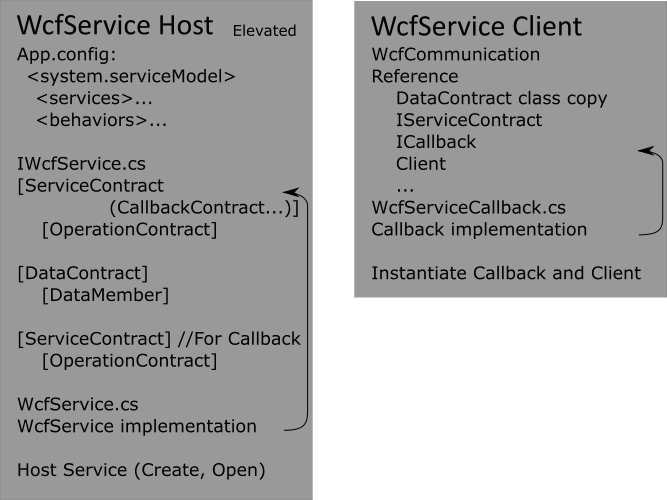 WcfService Host Elevated
App.config:
<system.serviceModel>
<services>...
<behaviors>...
IWcfService.cs
[ServiceContract
(CallbackContract...)]
[OperationContract]
[DataContract]
[DataMember]
[ServiceContract] //For Callback
[OperationContract]
WcfService.cs
WcfService implementation
Host Service (Create, Open)
WcfService Client
WcfCommunication
Reference
DataContract class copy
IServiceContract
ICallback
Client
...
WcfServiceCallback.cs
Callback implementation
Instantiate Callback and Client